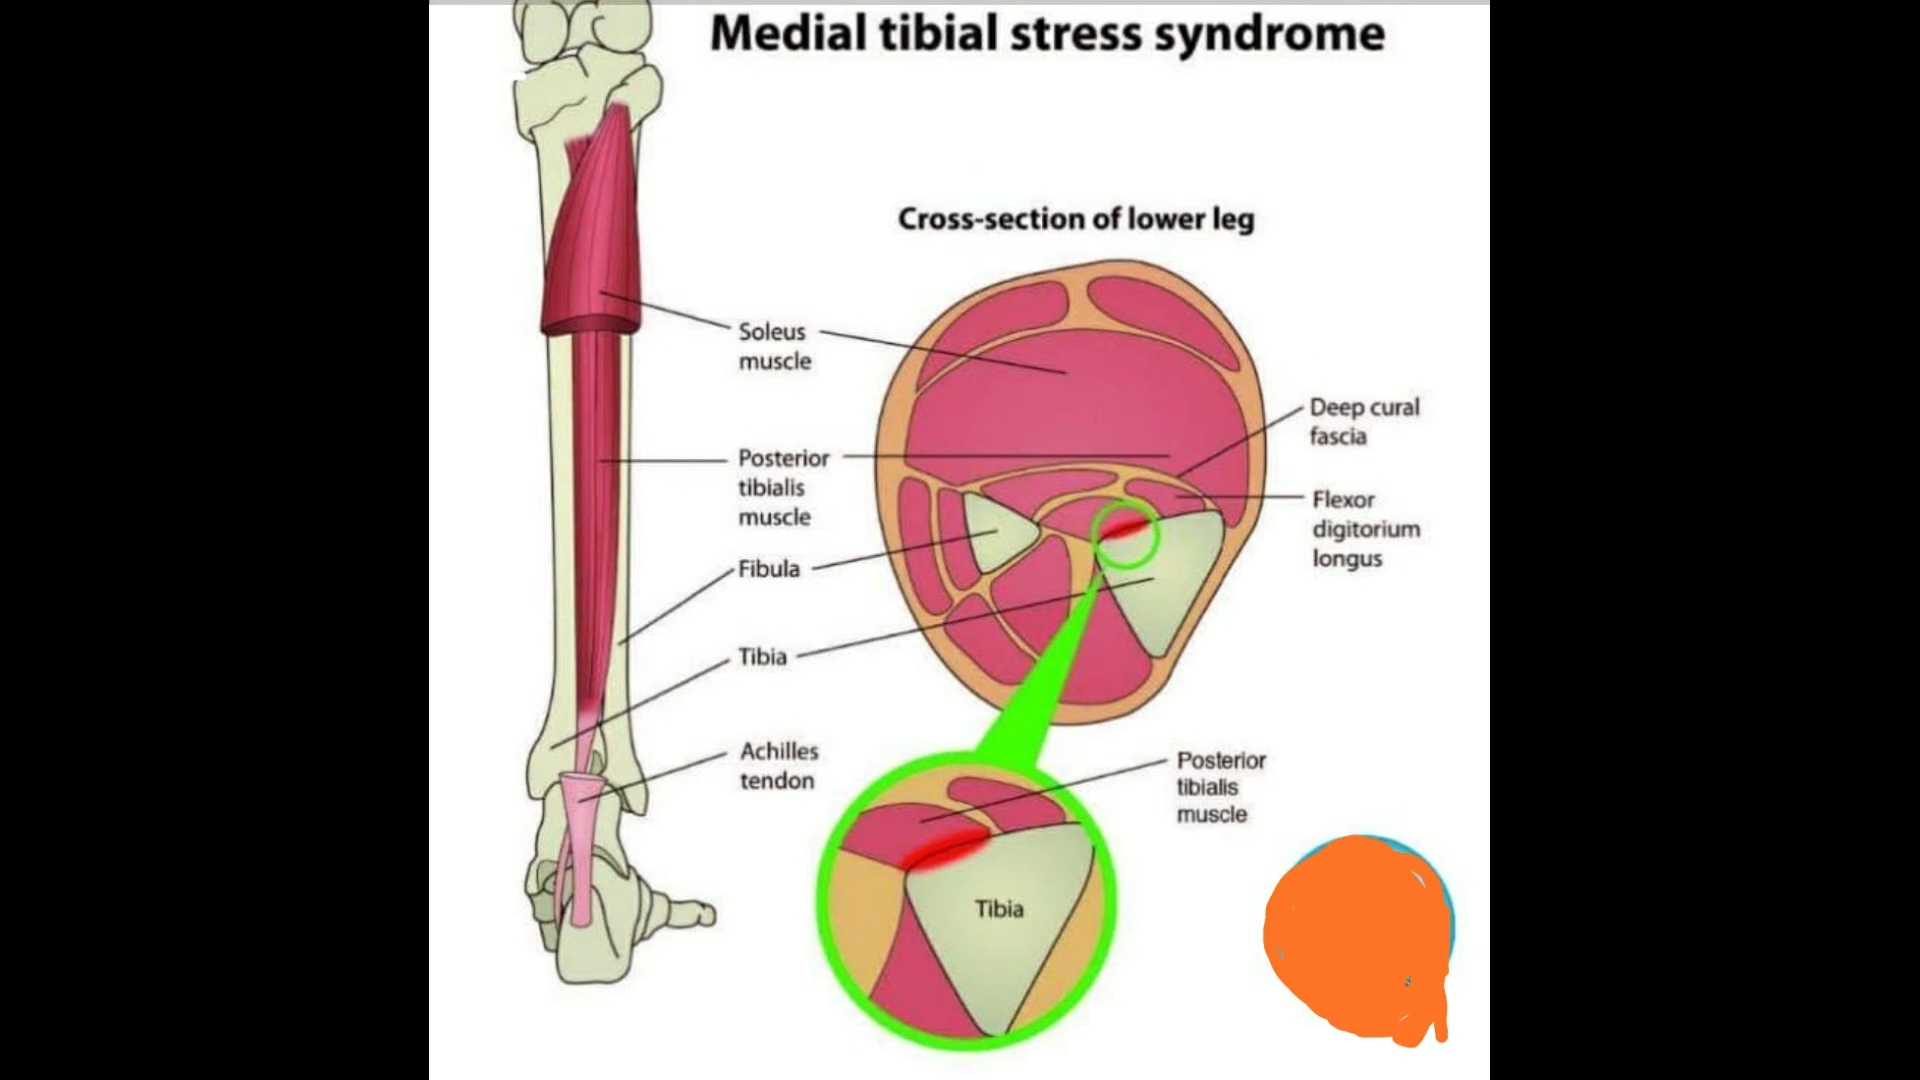 Medial tibial stress syndrome
Cross-section of lower leg
Soleus
muscle
Deep cural
fascia
Posterior
tibialis
muscle
Flexor
digitorium
longus
Fibula
Tibia
Achilles
tendon
Posterior
tibialis
muscle
Tibia